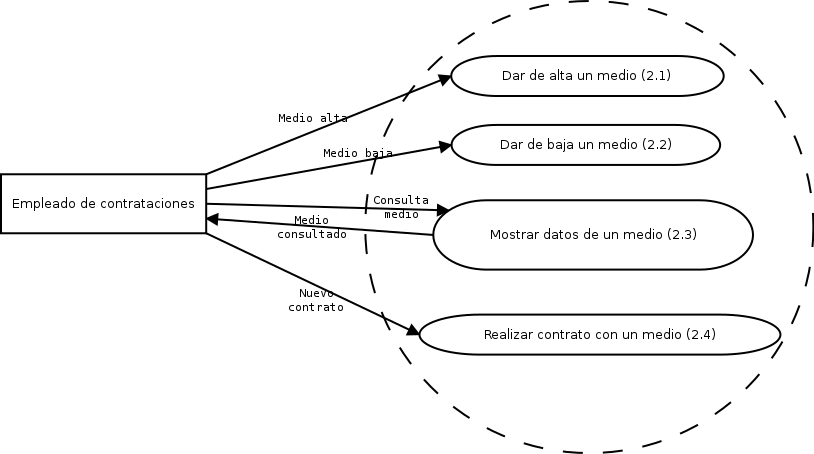 Dar de alta un medio (2.1)
Medio alta
Dar de baja un medio (2.2)
Medio baja
Empleado de contrataciones
Consulta
medio
Medio
consultado
Mostrar datos de un medio (2.3)
Nuevo
contrato
Realizar contrato con un medio (2.4)